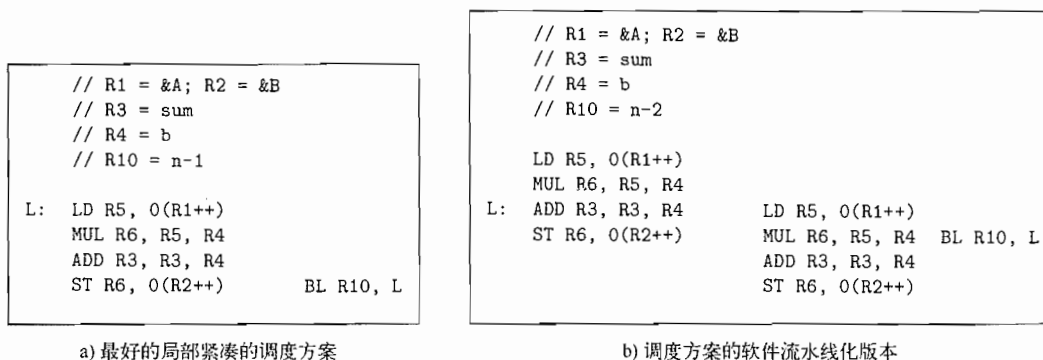 // R1 = &A; R2 = &B
// R3 = sum
// R4 = b
// R10 = n-1
L: LD R5, 0(R1++)
MUL R6, R5, R4
ADD R3, R3, R4
ST R6, 0(R2++) BL R10, L
a) 最好的局部紧凑的调度方案
// R1 = &A; R2 = &B
// R3 = sum
// R4 = b
// R10 = n-2
LD R5, 0(R1++)
MUL R6, R5, R4
L: ADD R3, R3, R4 LD R5, 0(R1++)
ST R6, 0(R2++) MUL R6, R5, R4 BL R10, L
ADD R3, R3, R4
ST R6, 0(R2++)
b) 调度方案的软件流水线化版本